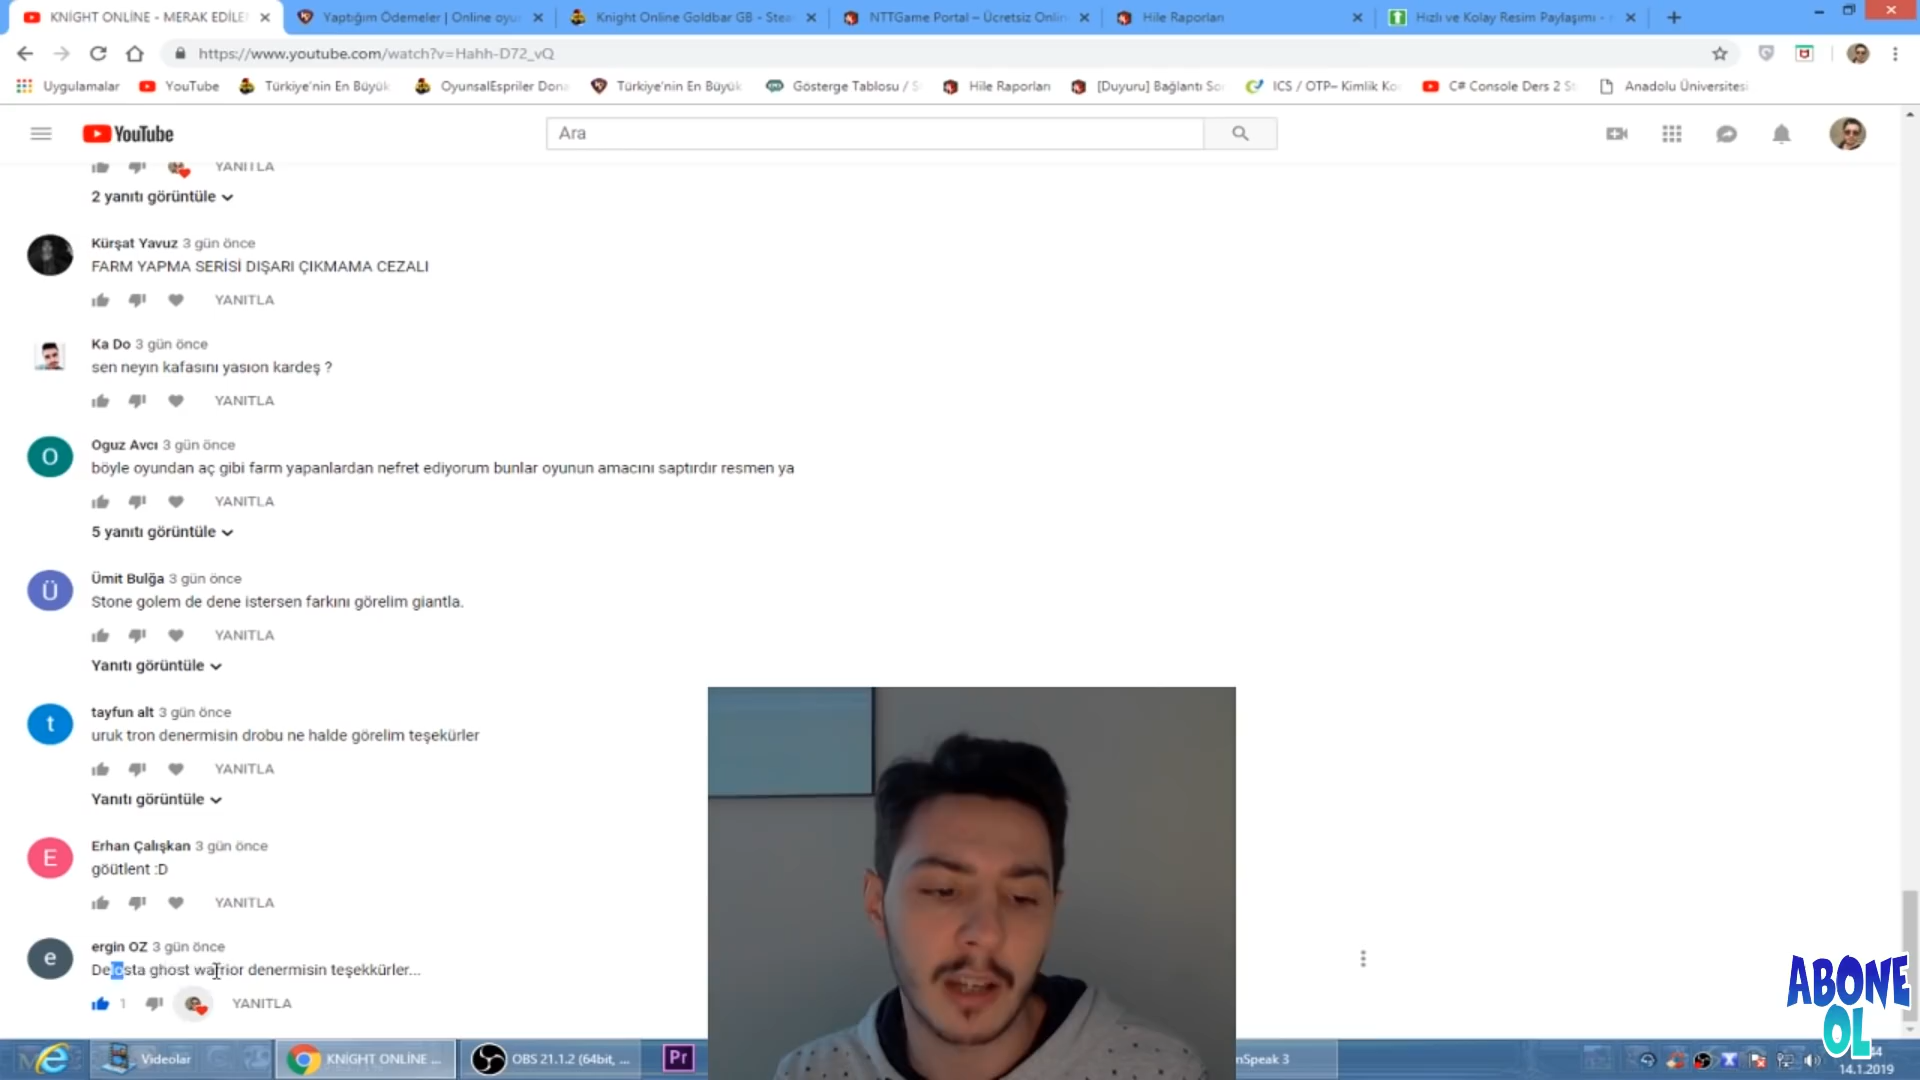 KNIGHT ONLİNE - MERAK EDİLE
Yaptığım Ödemeler | Online oyu
Knight Online Goldbar GB - Stea
NTTGame Portal – Ücretsiz Onlin
Hile Raporları
Hızlı ve Kolay Resim Paylaşımı -
https://www.youtube.com/watch?v=Hahh-D72_vQ
Uygulamalar
YouTube
Türkiye'nin En Büyük
OyunsalEspriler Dona
Türkiye'nin En Büyük
Gösterge Tablosu / S
Hile Raporları
[Duyuru] Bağlantı Sor
ICS / OTP– Kimlik Ko
C# Console Ders 2 St
Anadolu Üniversitesi
YouTube
Ara
YANITLA
2 yanıtı görüntüle
Kürşat Yavuz 3 gün önce
FARM YAPMA SERİSİ DIŞARI ÇIKMAMA CEZALI
YANITLA
Ka Do 3 gün önce
sen neyın kafasını yasıon kardeş ?
YANITLA
O
Oguz Avcı 3 gün önce
böyle oyundan aç gibi farm yapanlardan nefret ediyorum bunlar oyunun amacını saptırdır resmen ya
YANITLA
5 yanıtı görüntüle
Ü
Ümit Bulğa 3 gün önce
Stone golem de dene istersen farkını görelim giantla.
YANITLA
Yanıtı görüntüle
t
tayfun alt 3 gün önce
uruk tron denermisin drobu ne halde görelim teşekürler
YANITLA
Yanıtı görüntüle
E
Erhan Çalışkan 3 gün önce
göütlent :D
YANITLA
e
ergin OZ 3 gün önce
Delosta ghost warrior denermisin teşekkürler...
1
YANITLA
ABONE
OL
Videolar
KNIGHT ONLİNE ...
OBS 21.1.2 (64bit, ...
Pr
nSpeak 3
14.1.2019